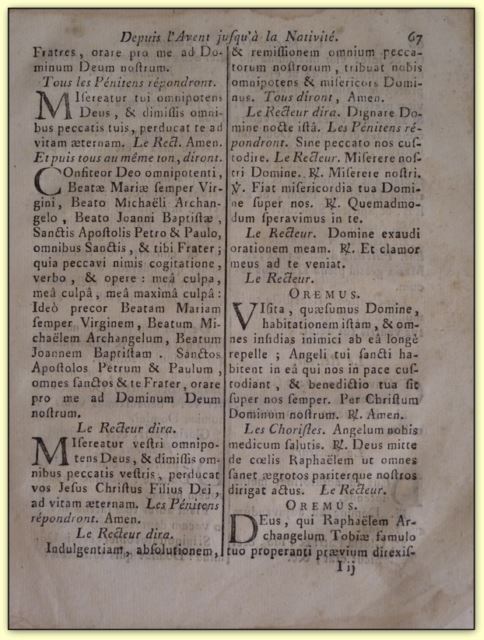 Depuis l'Avent juſqu'à la Nativité. 67
Fratres, orare pro me ad Do-
minum Deum noſtrum.
Tous les Pénitens répondront.
MIſereatur tui omnipotens
Deus, & dimiſſis omni-
bus peccatis tuis, perducat te ad
vitam æternam. Le Rect. Amen.
Et puis tous au même ton, diront.
COnfiteor Deo omnipotenti,
Beatæ Mariæ ſemper Vir-
gini, Beato Michaëli Archan-
gelo, Beato Joanni Baptiſtæ,
Sanctis Apoſtolis Petro & Paulo,
omnibus Sanctis, & tibi Frater;
quia peccavi nimis cogitatione,
verbo, & opere: meâ culpa,
meâ culpâ, meâ maximâ culpâ:
Ideò precor Beatam Mariam
ſemper Virginem, Beatum Mi-
chaëlem Archangelum, Beatum
Joannem Baptiſtam. Sanctos
Apoſtolos Petrum & Paulum,
omnes ſanctos & te Frater, orare
pro me ad Dominum Deum
noſtrum.
Le Recteur dira.
MIſereatur veſtri omnipo-
tens Deus, & dimiſſis om-
nibus peccatis veſtris, perducat
vos Jeſus Chriſtus Filius Dei,
ad vitam æternam. Les Pénitens
répondront. Amen.
Le Recteur dira.
Indulgentiam, abſolutionem,
& remiſſionem omnium pecca-
torum noſtrorum, tribuat nobis
omnipotens & miſericors Domi-
nus. Tous diront, Amen.
Le Recteur dira. Dignare Do-
mine nocte iſtâ. Les Pénitens ré-
pondront. Sine peccato nos cuſ-
todire. Le Recteur. Miſerere noſ-
tri Domine. ℟. Miſerere noſtri.
℣. Fiat miſericordia tua Domi-
ne ſuper nos. ℟. Quemadmo-
dum ſperavimus in te.
Le Recteur. Domine exaudi
orationem meam. ℟. Et clamor
meus ad te veniat.
Le Recteur.
OREMUS.
VIſita, quæſumus Domine,
habitationem iſtam, & om-
nes inſidias inimici ab eâ longè
repelle; Angeli tui ſancti ha-
bitent in eâ qui nos in pace cuſ-
todiant, & benedictio tua ſit
ſuper nos ſemper. Per Chriſtum
Dominum noſtrum. ℟. Amen.
Les Choriſtes. Angelum nobis
medicum ſalutis. ℟. Deus mitte
de cœlis Raphaëlem ut omnes
ſanet ægrotos pariterque noſtros
dirigat actus. Le Recteur.
OREMUS.
DEus, qui Raphaëlem Ar-
changelum Tobiæ famulo
tuo properanti prævium direxiſ-
I ij